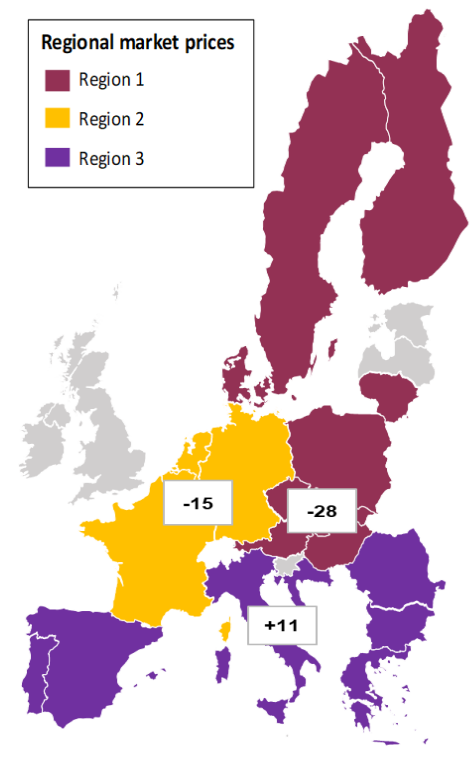 Regional market prices
Region 1
Region 2
Region 3
-15
-28
+11